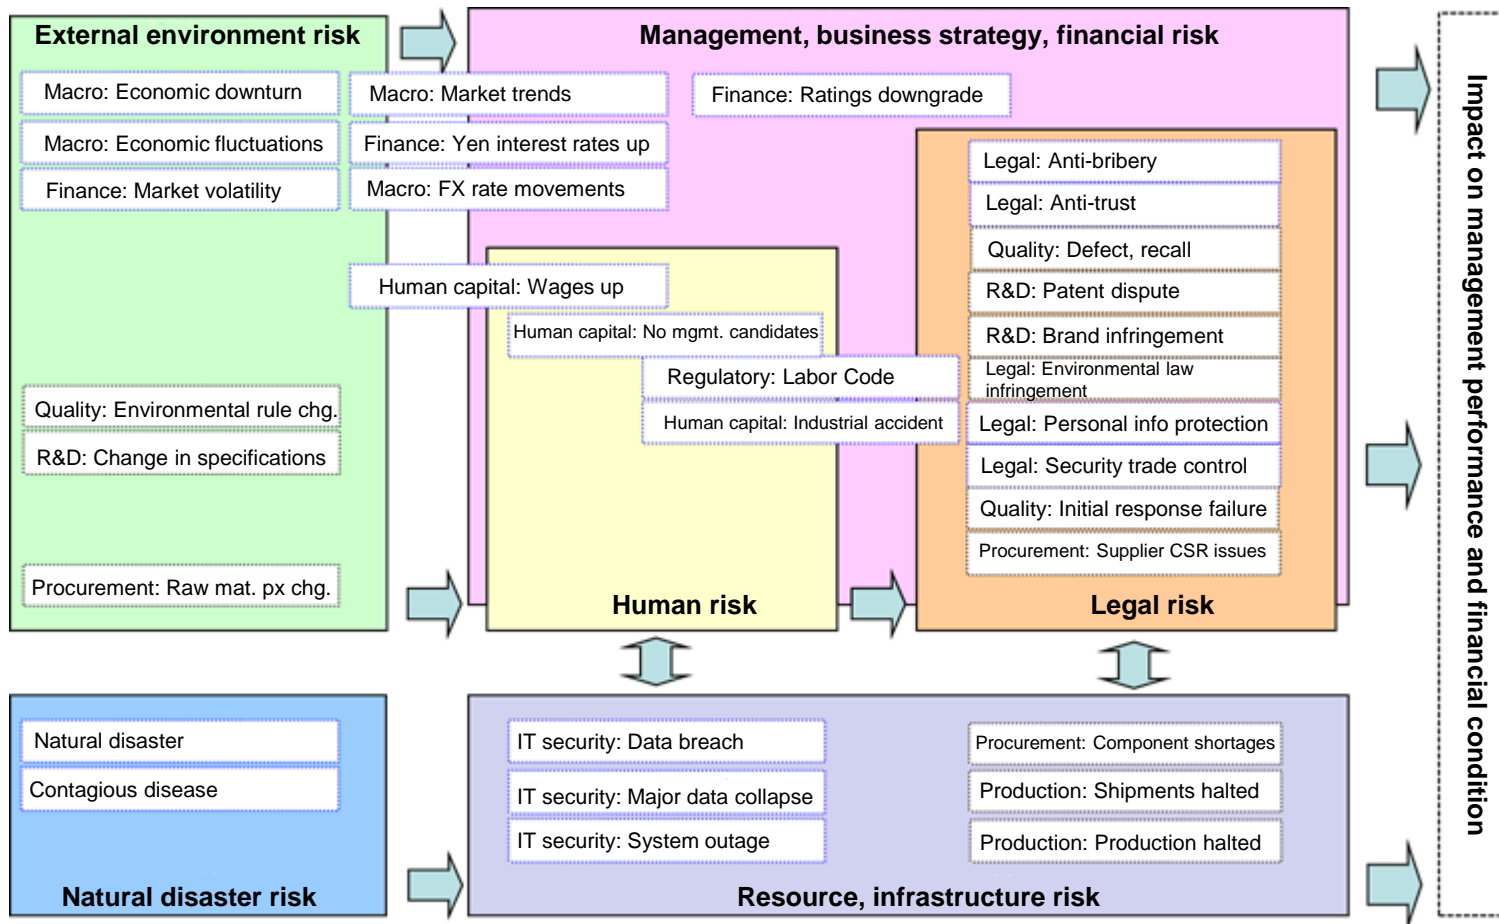 External environment risk
Management, business strategy, financial risk
Macro: Economic downturn
Macro: Market trends
Finance: Ratings downgrade
Macro: Economic fluctuations
Finance: Yen interest rates up
Finance: Market volatility
Macro: FX rate movements
Human capital: Wages up
Human capital: No mgmt. candidates
Regulatory: Labor Code
Human capital: Industrial accident
Quality: Environmental rule chg.
R&D: Change in specifications
Procurement: Raw mat. px chg.
Human risk
Legal: Anti-bribery
Legal: Anti-trust
Quality: Defect, recall
R&D: Patent dispute
R&D: Brand infringement
Legal: Environmental law
infringement
Legal: Personal info protection
Legal: Security trade control
Quality: Initial response failure
Procurement: Supplier CSR issues
Legal risk
Natural disaster
Contagious disease
Natural disaster risk
IT security: Data breach
IT security: Major data collapse
IT security: System outage
Procurement: Component shortages
Production: Shipments halted
Production: Production halted
Resource, infrastructure risk
Impact on management performance and financial condition